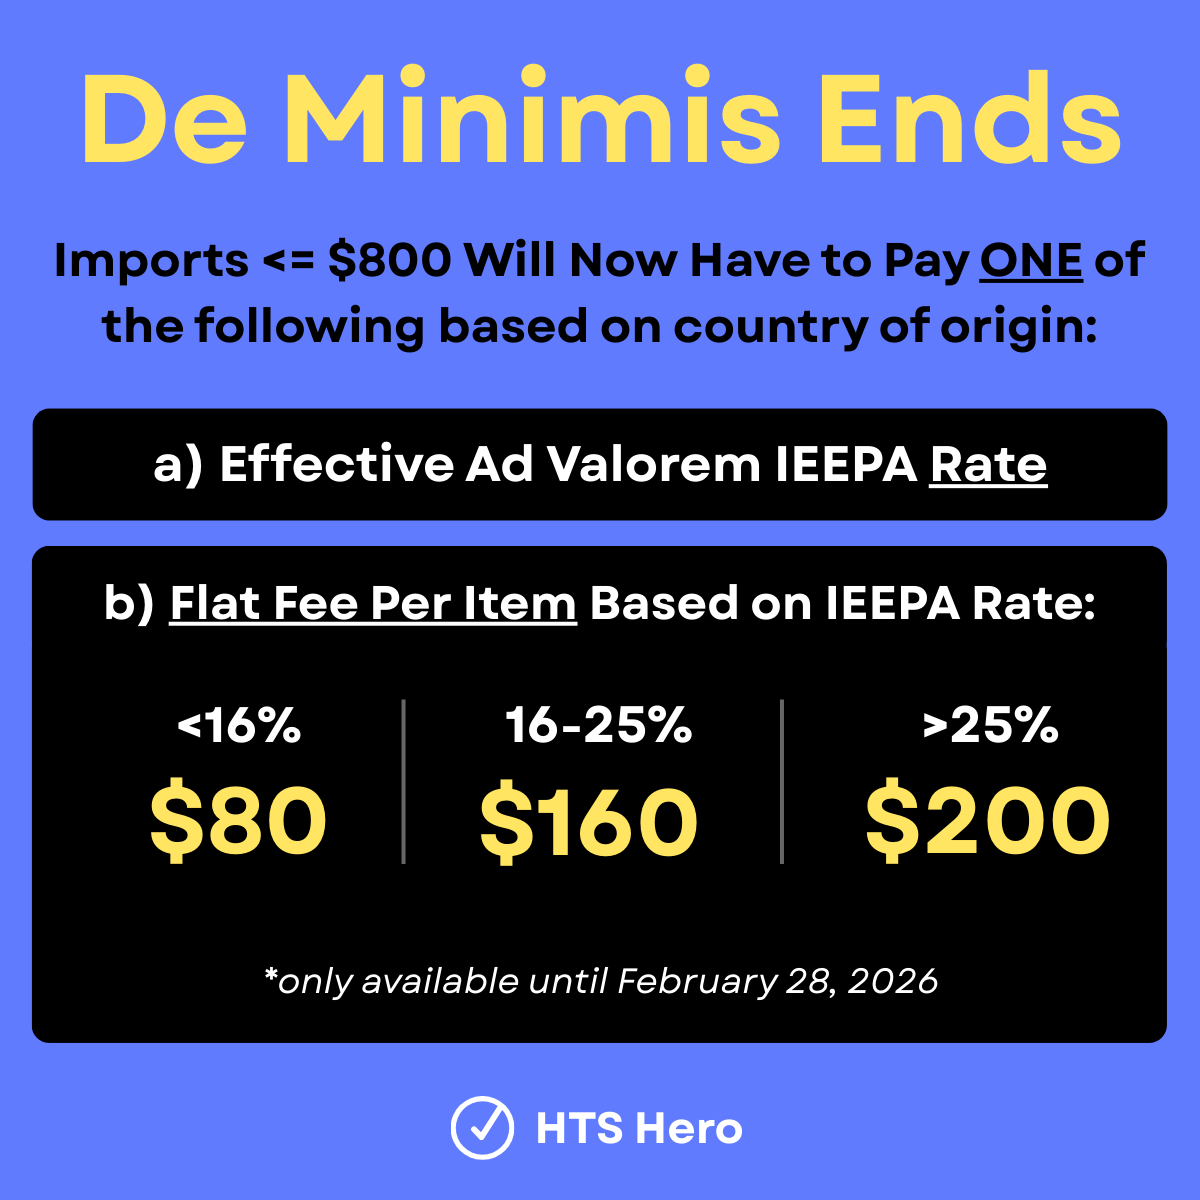 De Minimis Ends
Imports <= $800 Will Now Have to Pay ONE of
the following based on country of origin:
a) Effective Ad Valorem IEEPA Rate
b) Flat Fee Per Item Based on IEEPA Rate:
<16%
$80
16-25%
$160
>25%
$200
*only available until February 28, 2026
HTS Hero